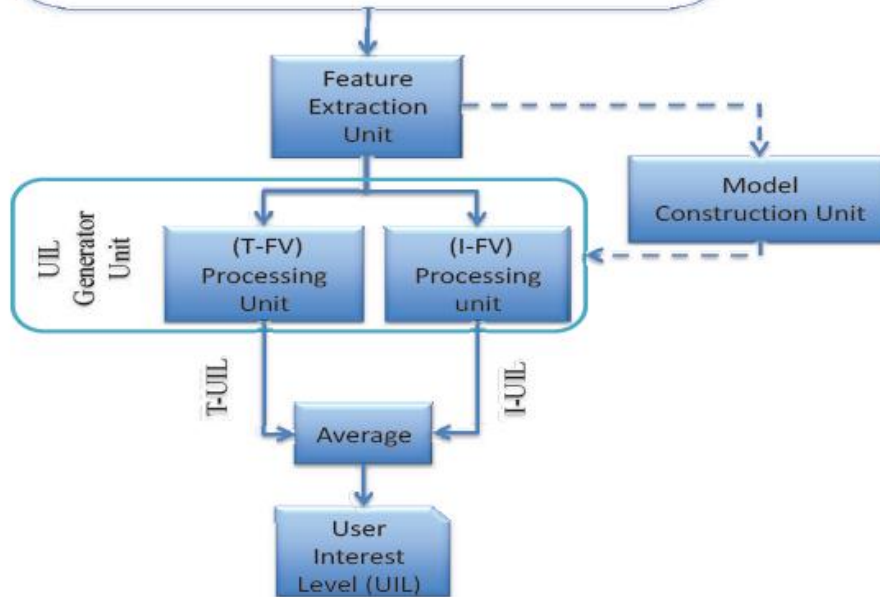 Feature
Extraction
Unit
Model
Construction Unit
UIL
Generator
Unit
(T-FV)
Processing
Unit
(I-FV)
Processing
unit
T-UIL
I-UIL
Average
User
Interest
Level (UIL)